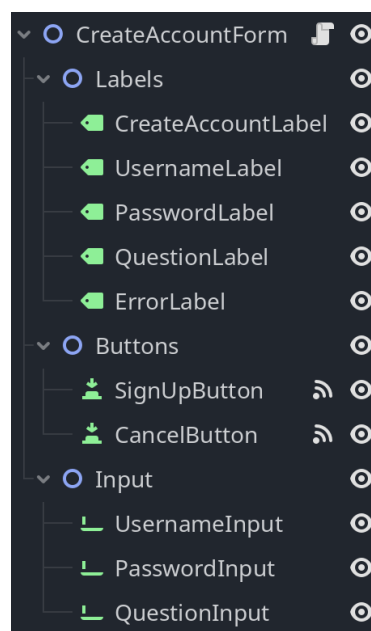 CreateAccountForm
Labels
CreateAccountLabel
UsernameLabel
PasswordLabel
QuestionLabel
ErrorLabel
Buttons
SignUpButton
CancelButton
Input
UsernameInput
PasswordInput
QuestionInput